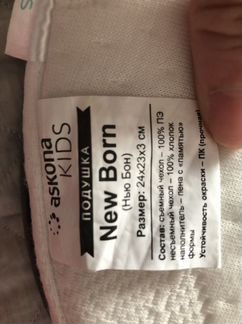 askona
KIDS
ПОДУШКА
New Born
(Нью Бон)
Размер: 24x23x3 см
Состав: съемный чехол – 100% ПЭ
несъемный чехол – 100% хлопок
наполнитель – пена с «памятью»
формы
Устойчивость окраски – ПК (прочная)